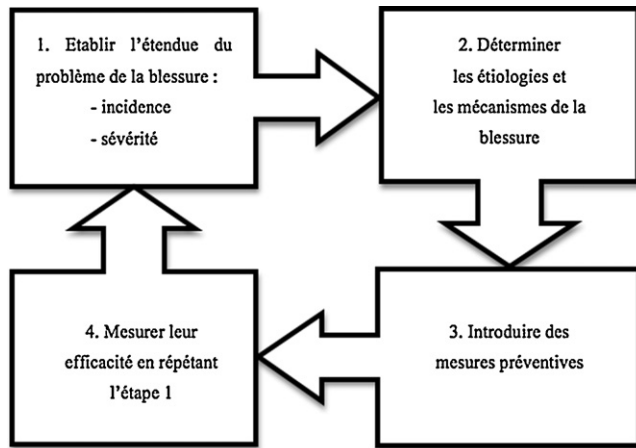 1. Etablir l'étendue du
problème de la blessure :
- incidence
- sévérité
2. Déterminer
les étiologies et
les mécanismes de la
blessure
3. Introduire des
mesures préventives
4. Mesurer leur
efficacité en répétant
l'étape 1